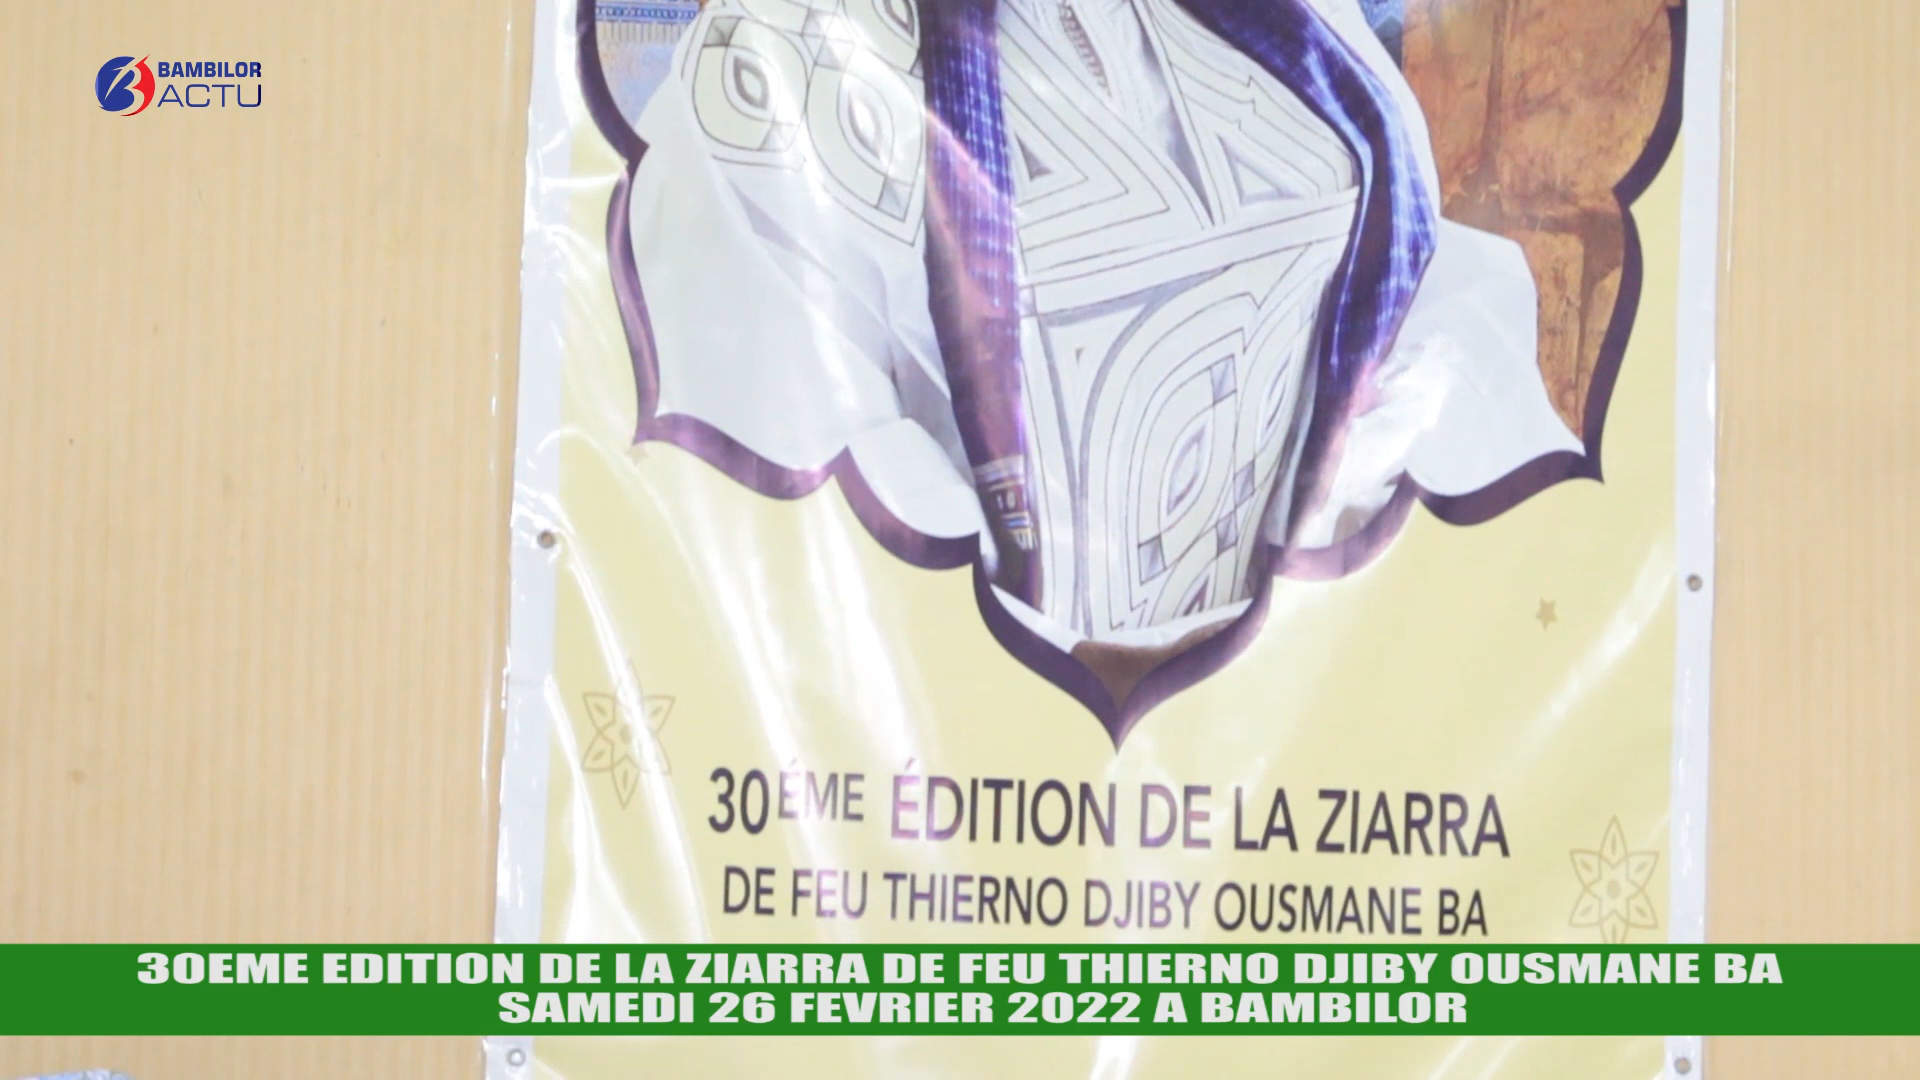 BAMBILOR
ACTU
30ÉME ÉDITION DE LA ZIARRA
DE FEU THIERNO DJIBY OUSMANE BA
30EME EDITION DE LA ZIARRA DE FEU THIERNO DJIBY OUSMANE BA
SAMEDI 26 FEVRIER 2022 A BAMBILOR